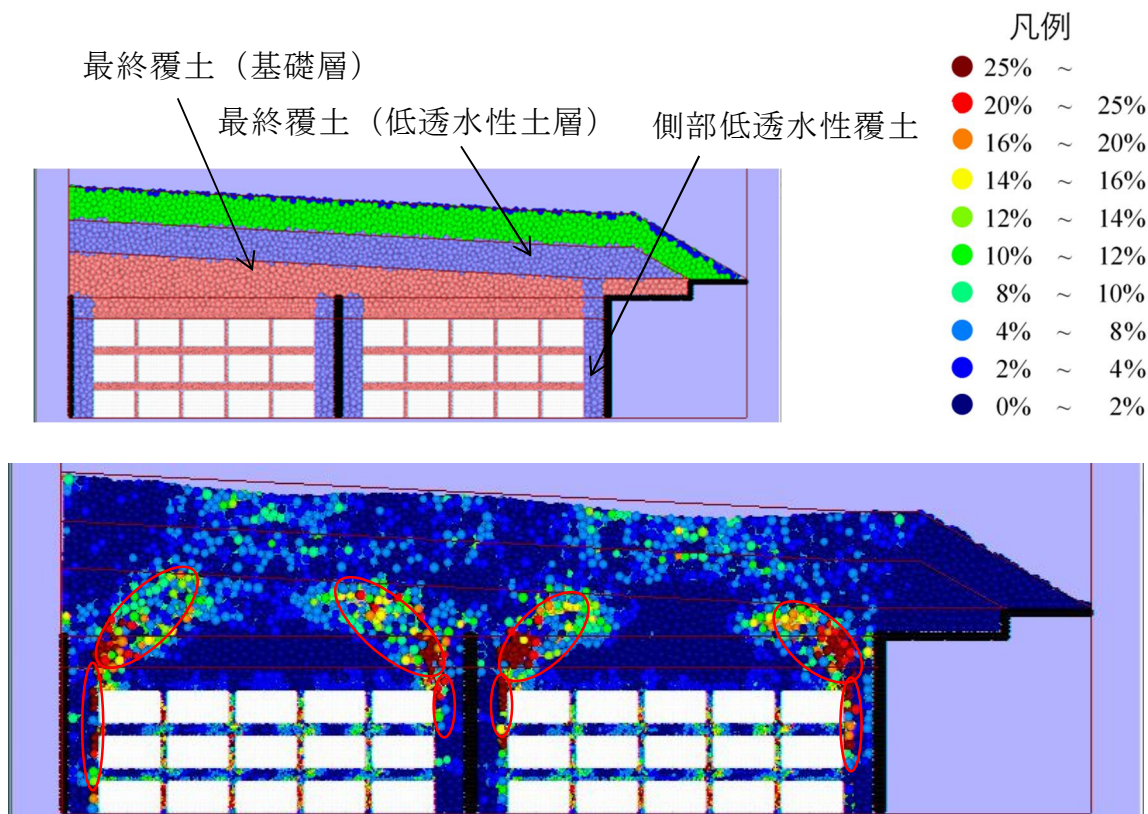 最終覆土(基礎層)
最終覆土(低透水性土層)
側部低透水性覆土
凡例
25% ~
20% ~ 25%
16% ~ 20%
14% ~ 16%
12% ~ 14%
10% ~ 12%
8% ~ 10%
4% ~ 8%
2% ~ 4%
0% ~ 2%